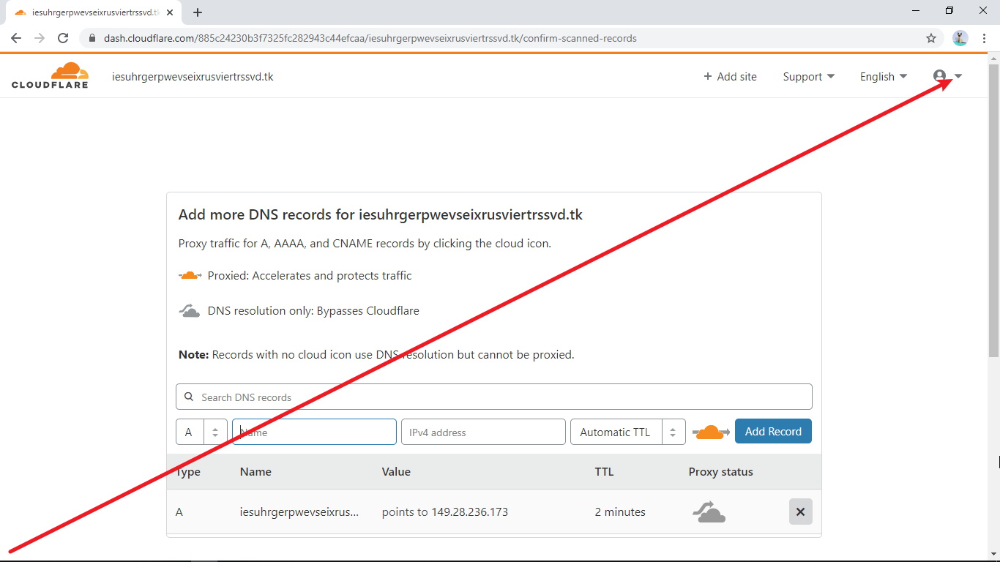 iesuhrgerpwevseixrusviertrssvd.tk
dash.cloudflare.com/885c24230b3f7325fc282943c44efcaa/iesuhrgerpwevseixrusviertrssvd.tk/confirm-scanned-records
CLOUDFLARE iesuhrgerpwevseixrusviertrssvd.tk + Add site Support English
Add more DNS records for iesuhrgerpwevseixrusviertrssvd.tk
Proxy traffic for A, AAAA, and CNAME records by clicking the cloud icon.
Proxied: Accelerates and protects traffic
DNS resolution only: Bypasses Cloudflare
Note: Records with no cloud icon use DNS resolution but cannot be proxied.
Search DNS records
A Name IPv4 address Automatic TTL Add Record
Type Name Value TTL Proxy status
A iesuhrgerpwevseixrus... points to 149.28.236.173 2 minutes